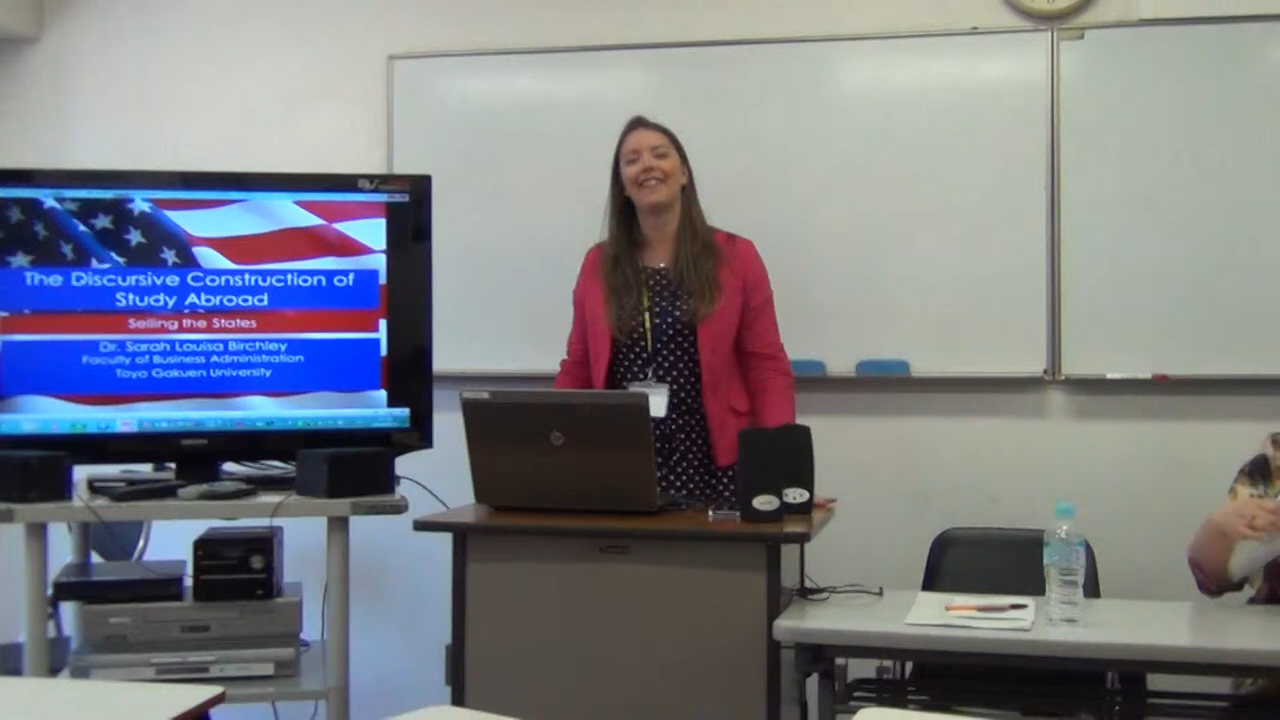 The Discursive Construction of
Study Abroad
Selling the States
Dr. Sarah Louisa Birchley
Faculty of Business Administration
Toyo Gakuen University
hp